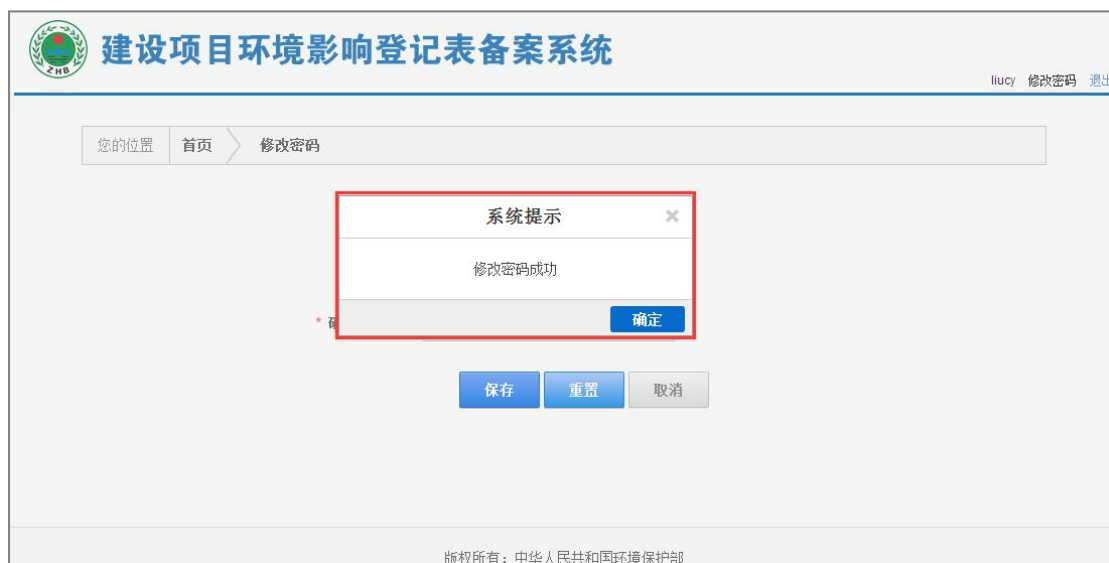 建设项目环境影响登记表备案系统
ZHB
liucy 修改密码 退出
您的位置 首页 修改密码
系统提示
修改密码成功
*
确定
保存 重置 取消
版权所有：中华人民共和国环境保护部